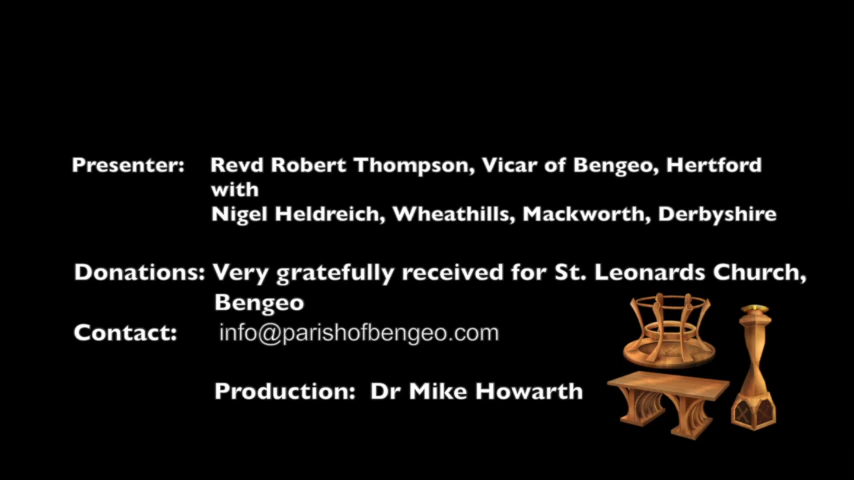 Presenter: Revd Robert Thompson, Vicar of Bengeo, Hertford
with
Nigel Heldreich, Wheathills, Mackworth, Derbyshire
Donations: Very gratefully received for St. Leonards Church,
Bengeo
Contact: info@parishofbengeo.com
Production: Dr Mike Howarth